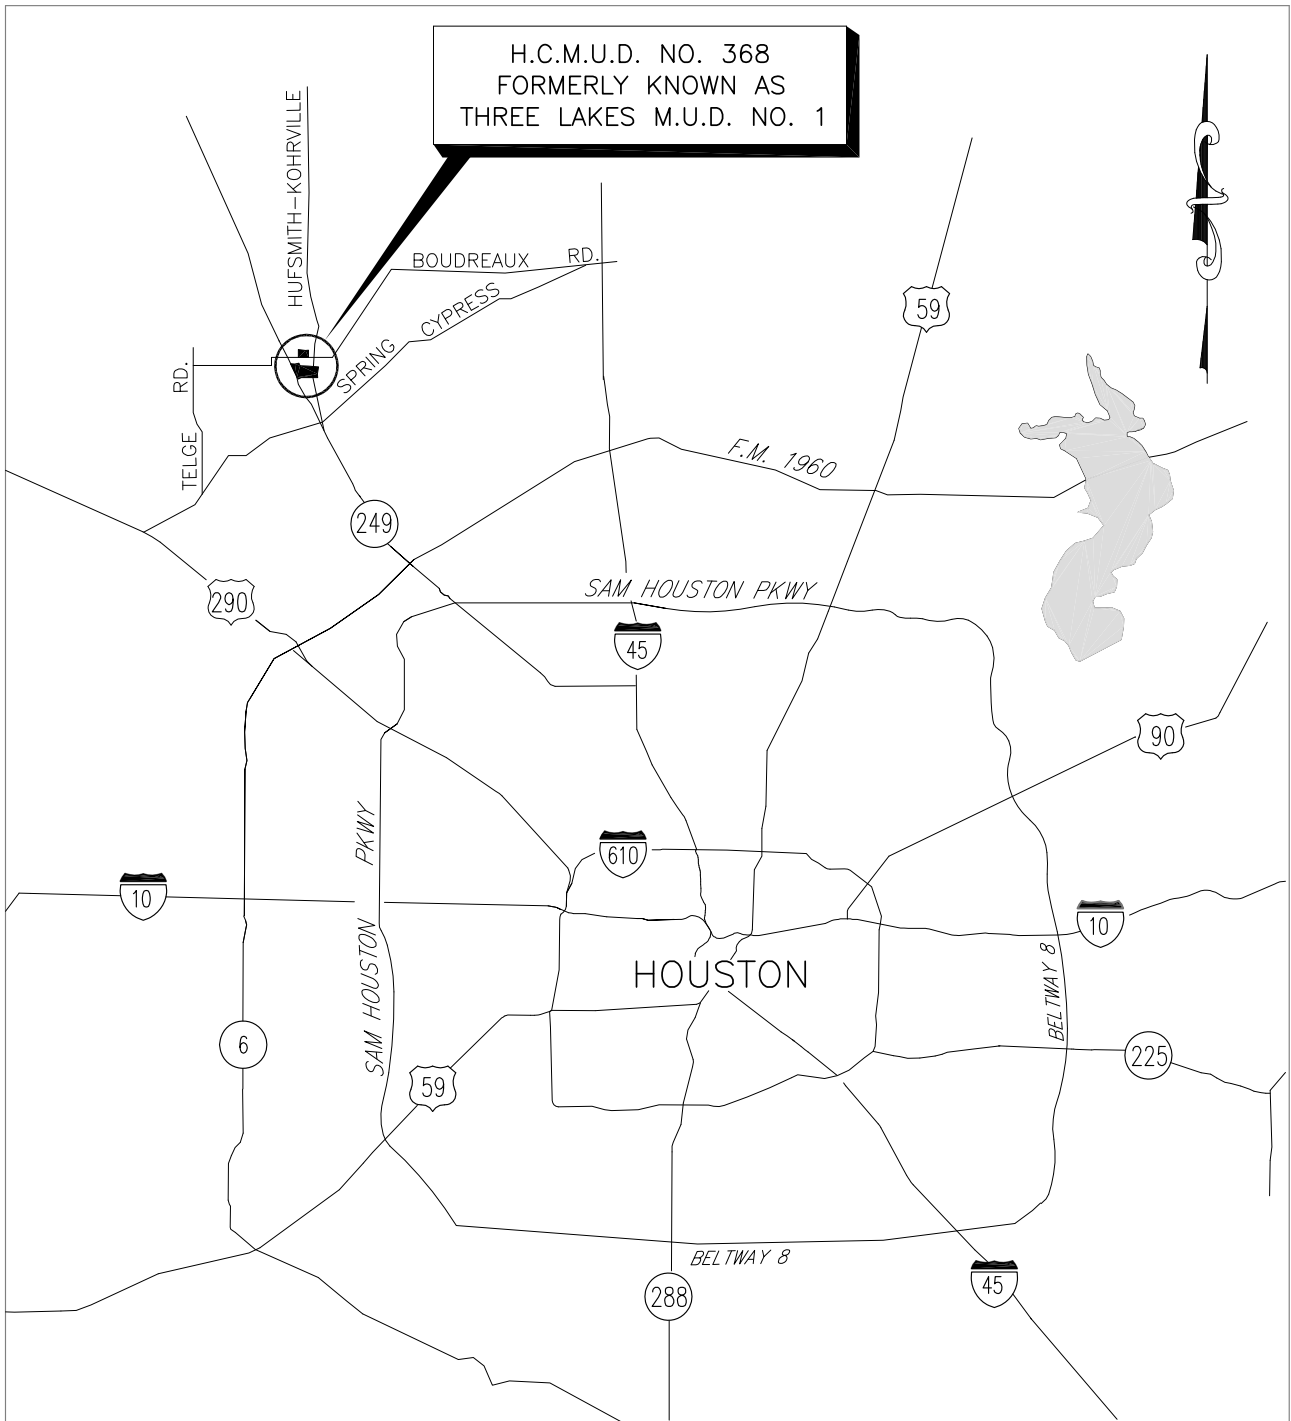 H.C.M.U.D. NO. 368
FORMERLY KNOWN AS
THREE LAKES M.U.D. NO. 1
HUFSMITH-KOHRVILLE
BOUDREAUX RD.
SPRING CYPRESS
TELGE RD.
59
F.M. 1960
249
290
SAM HOUSTON PKWY
45
90
610
SAM HOUSTON PKWY
10
10
HOUSTON
BELTWAY 8
6
59
225
BELTWAY 8
288
45